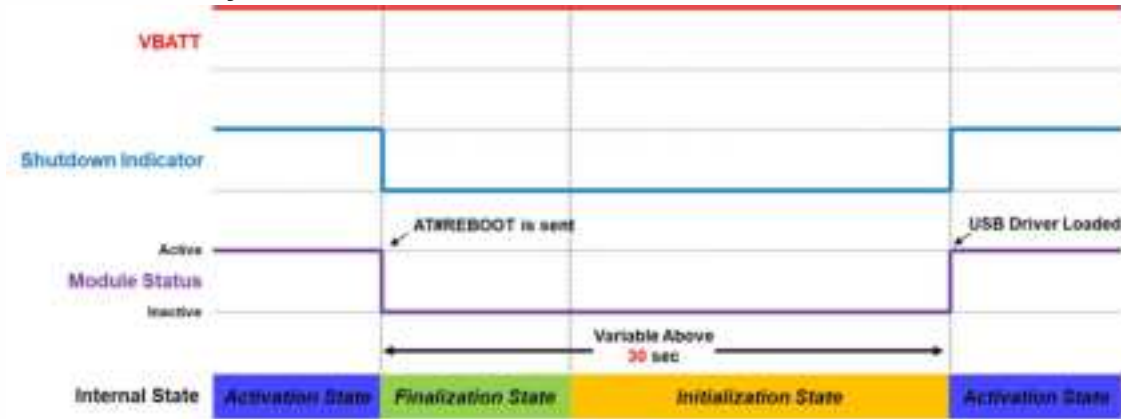 VBATT
Shutdown Indicator
AT#REBOOT is sent
USB Driver Loaded
Active
Module Status
Inactive
Variable Above
30 sec
Internal State Activation State Finalization State Initialization State Activation State